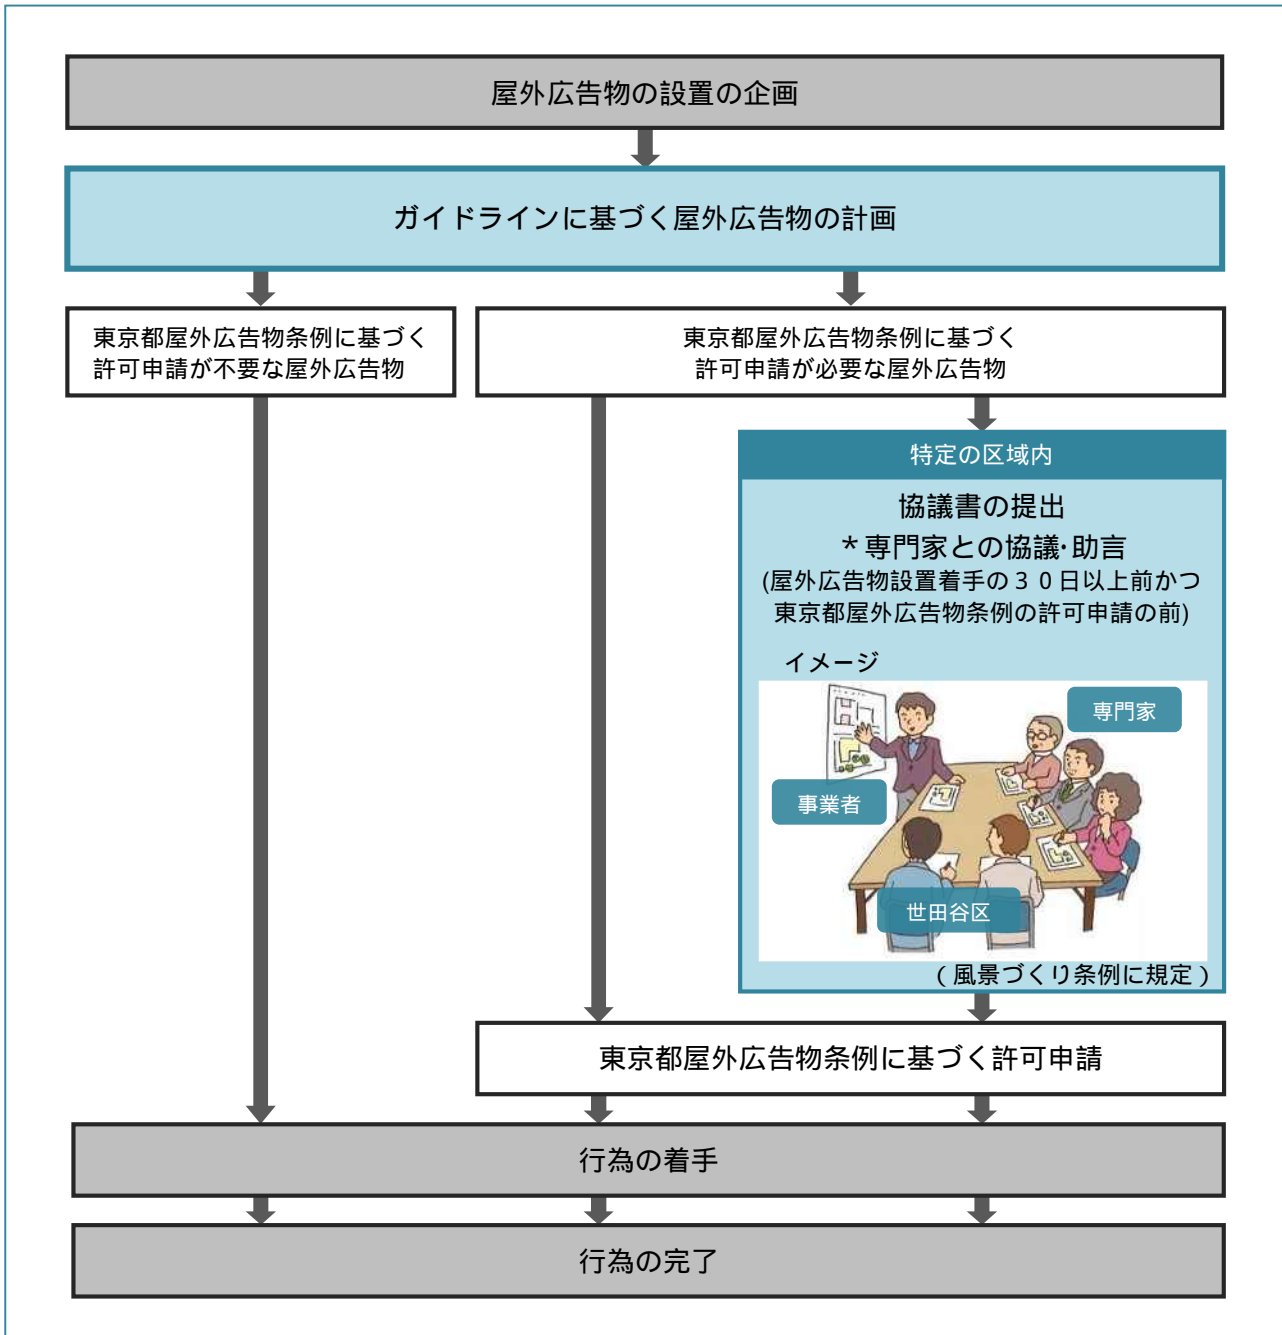 屋外広告物の設置の企画
ガイドラインに基づく屋外広告物の計画
東京都屋外広告物条例に基づく
許可申請が不要な屋外広告物
東京都屋外広告物条例に基づく
許可申請が必要な屋外広告物
特定の区域内
協議書の提出
＊専門家との協議･助言
(屋外広告物設置着手の３０日以上前かつ
東京都屋外広告物条例の許可申請の前)
イメージ
専門家
事業者
世田谷区
（風景づくり条例に規定）
東京都屋外広告物条例に基づく許可申請
行為の着手
行為の完了